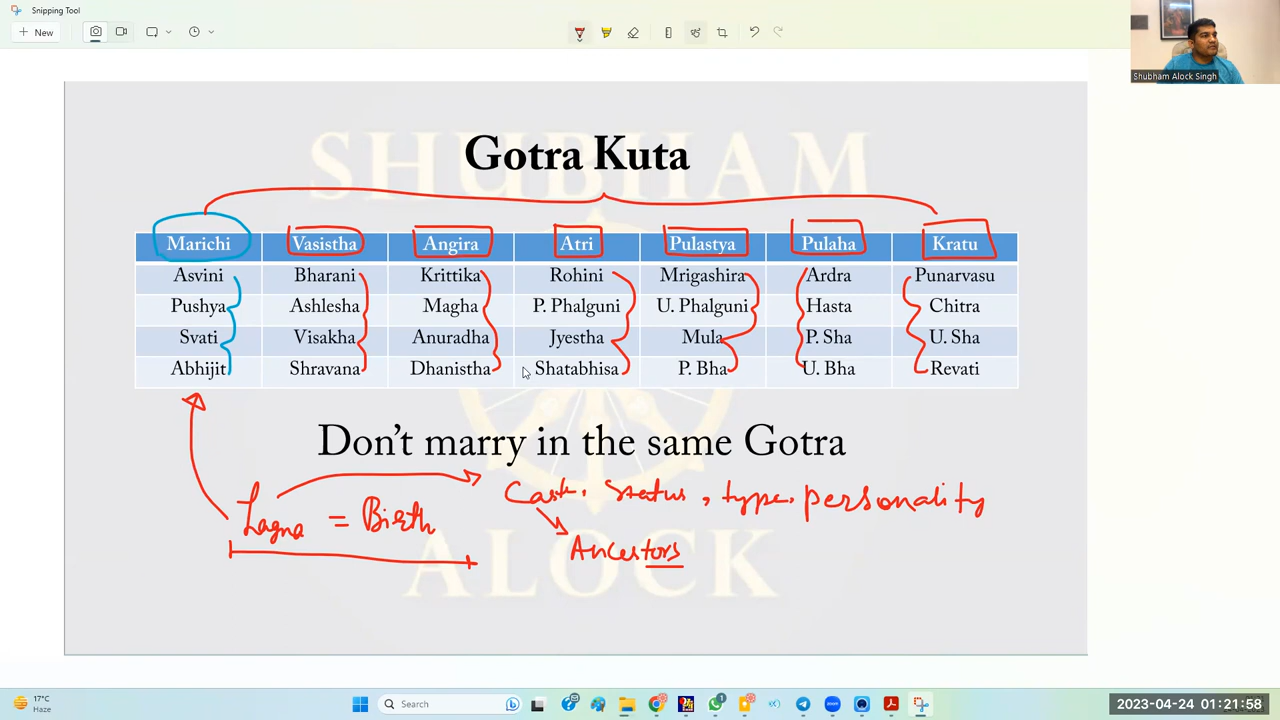 Snipping Tool
New
Shubham Alock Singh
SHUBHAM
Gotra Kuta
Marichi Vasistha Angira Atri Pulastya Pulaha Kratu
Asvini Bharani Krittika Rohini Mrigashira Ardra Punarvasu
Pushya Ashlesha Magha P. Phalguni U. Phalguni Hasta Chitra
Svati Visakha Anuradha Jyestha Mula P. Sha U. Sha
Abhijit Shravana Dhanistha Shatabhisa P. Bha U. Bha Revati
Don't marry in the same Gotra
Lagna = Birth
Cast, Status, type, personality
Ancestors
ALOCK
17°C
Haze
Search
2023-04-24 01:21:58